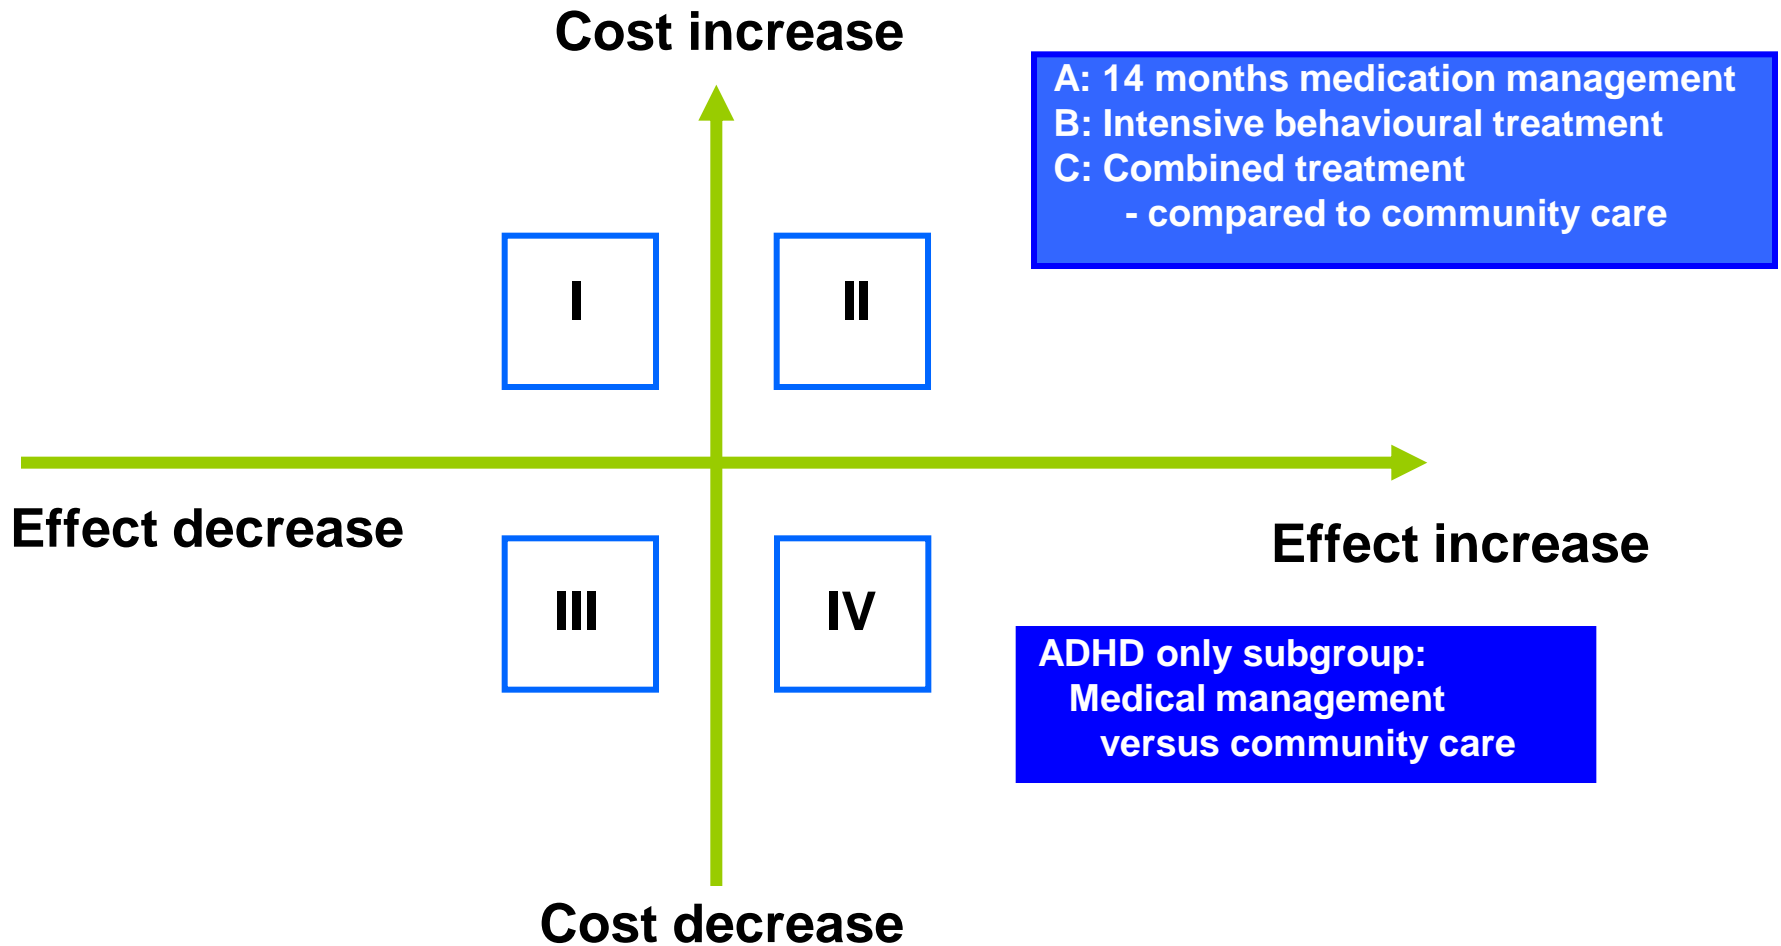 Cost increase
A: 14 months medication management
B: Intensive behavioural treatment
C: Combined treatment
- compared to community care
I
II
Effect decrease
Effect increase
III
IV
ADHD only subgroup:
Medical management
versus community care
Cost decrease